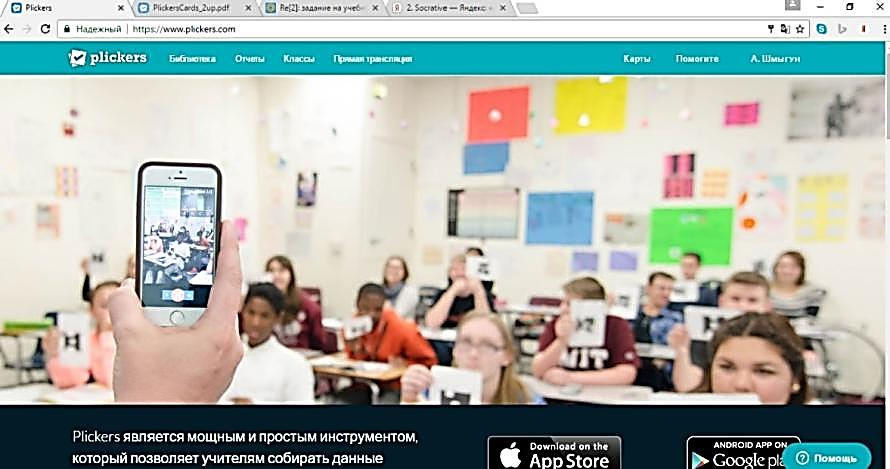 Plickers
PlickersCards_2up.pdf
Re[2]: задание на учеб
2. Socrative — Яндекс
Надежный https://www.plickers.com
plickers Библиотека Отчеты Классы Прямая трансляция Карты Помогите А. Шмыгун
Plickers является мощным и простым инструментом,
который позволяет учителям собирать данные
Download on the
App Store
ANDROID APP ON
Google pla
Помощь